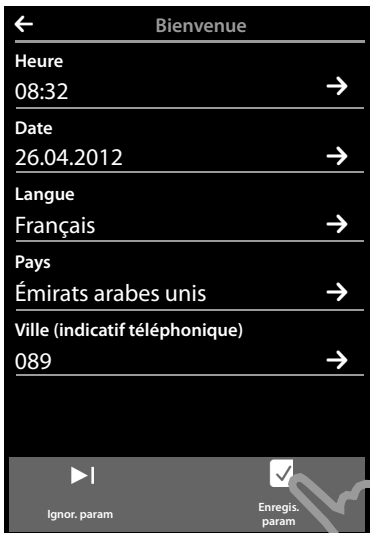 Bienvenue
Heure
08:32
Date
26.04.2012
Langue
Français
Pays
Émirats arabes unis
Ville (indicatif téléphonique)
089
Ignor. param
Enregis.
param